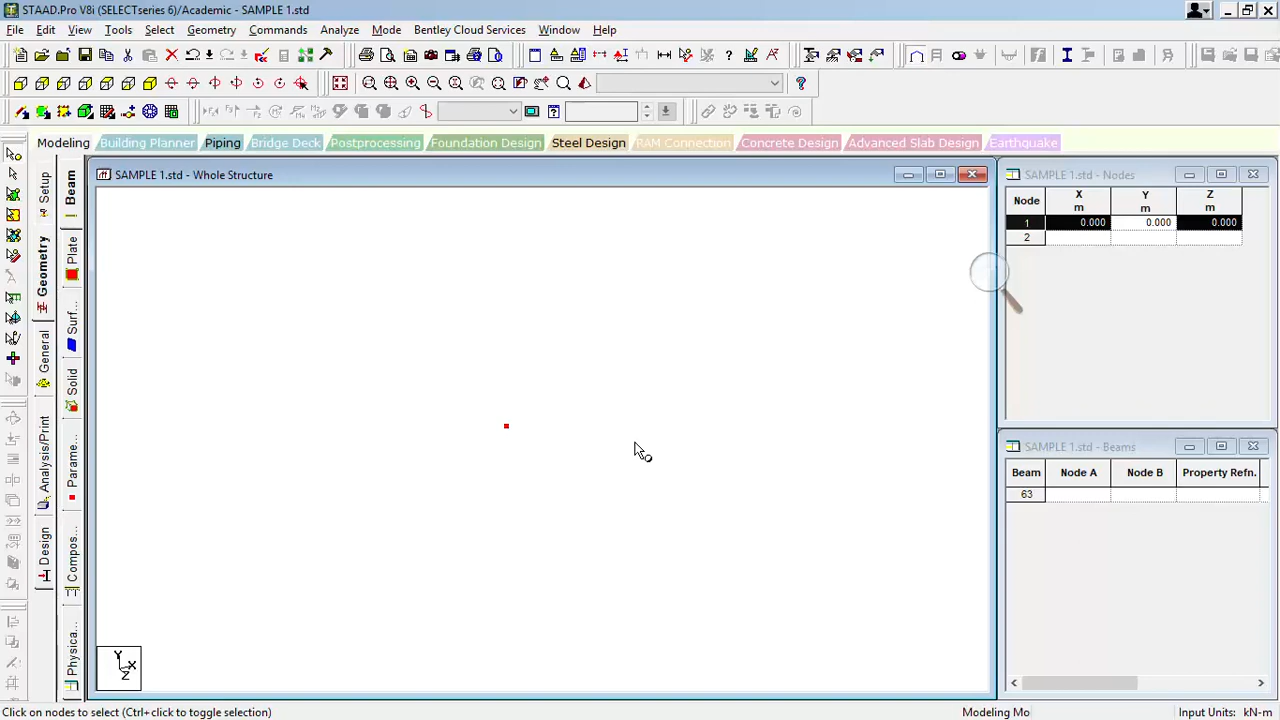 STAAD.Pro V8i (SELECTseries 6)/Academic - SAMPLE 1.std
File Edit View Tools Select Geometry Commands Analyze Mode Bentley Cloud Services Window Help
Modeling Building Planner Piping Bridge Deck Postprocessing Foundation Design Steel Design RAM Connection Concrete Design Advanced Slab Design Earthquake
Setup
Geometry
General
Analysis/Print
Design
Beam
Plate
Surf...
Solid
Parame...
Compos...
Physica...
SAMPLE 1.std - Whole Structure
Y
X
Z
SAMPLE 1.std - Nodes
Node X m Y m Z m
1 0.000 0.000 0.000
2
SAMPLE 1.std - Beams
Beam Node A Node B Property Refn.
63
Click on nodes to select (Ctrl+click to toggle selection) Modeling Mo Input Units: kN-m